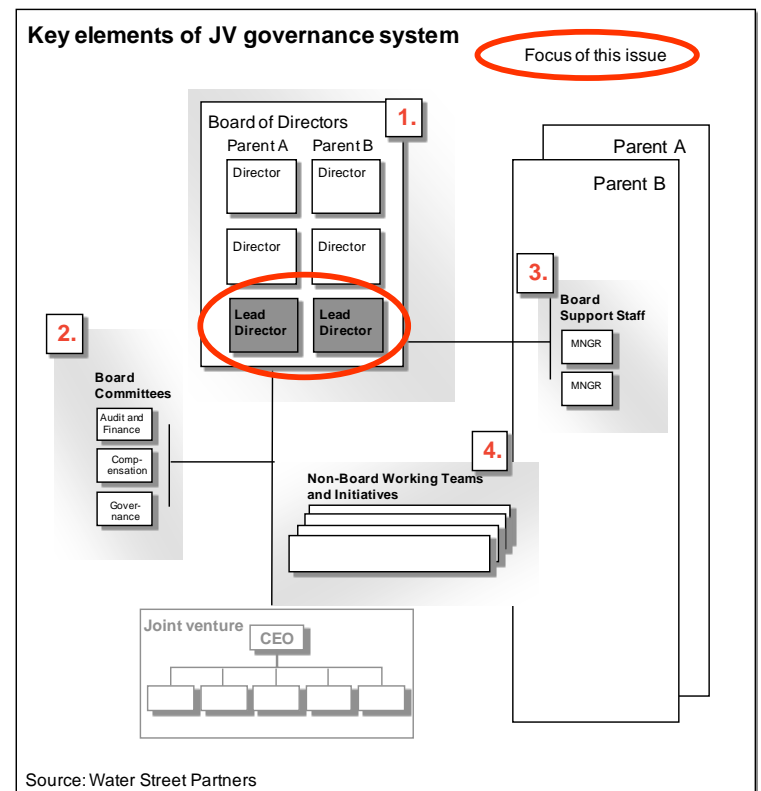 Key elements of JV governance system
Focus of this issue
1.
Board of Directors
Parent A Parent B
Director Director
Director Director
Lead Lead
Director Director
Parent A
Parent B
3.
Board
Support Staff
MNGR
MNGR
2.
Board
Committees
Audit and
Finance
Comp-
ensation
Gover-
nance
4.
Non-Board Working Teams
and Initiatives
Joint venture
CEO
Source: Water Street Partners